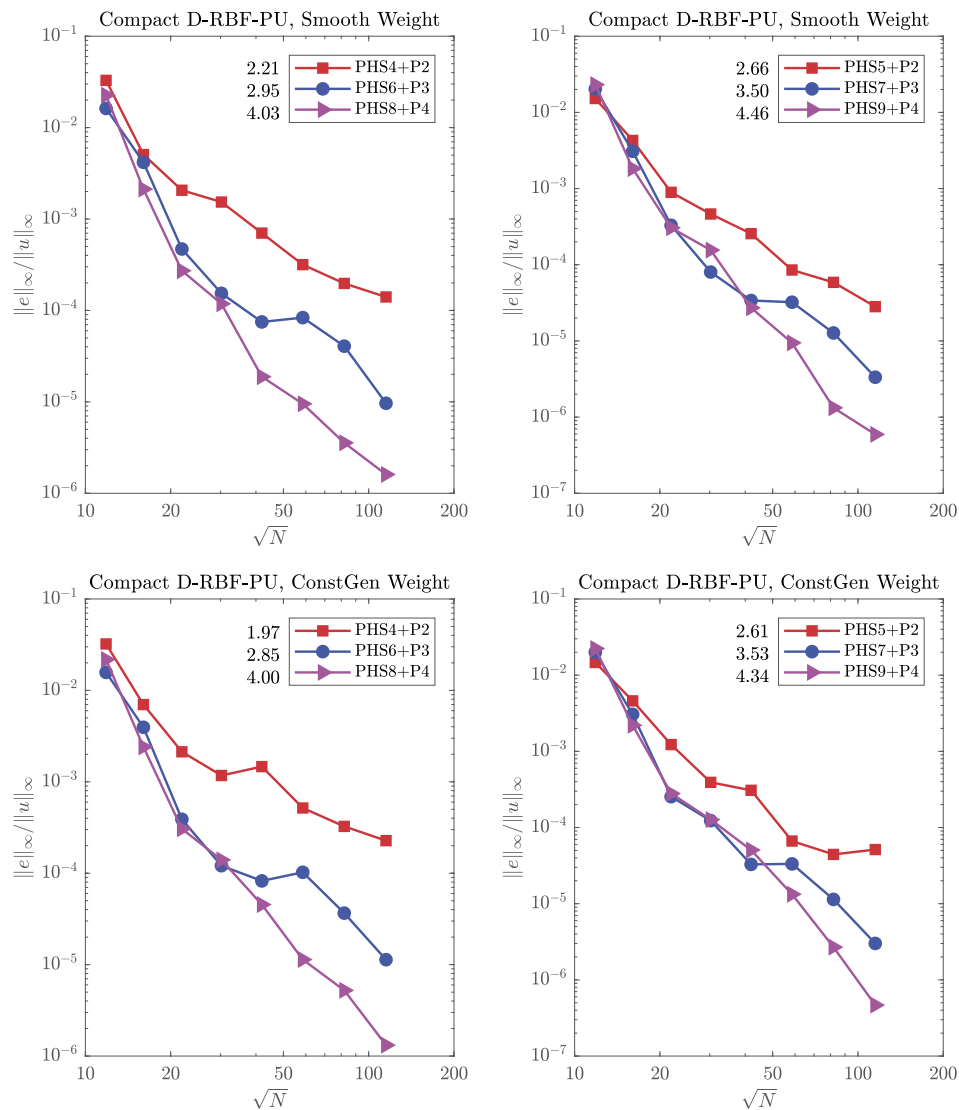 Compact D-RBF-PU, Smooth Weight
10^{-1}
10^{-2}
10^{-3}
10^{-4}
10^{-5}
10^{-6}
||e||_∞/||u||_∞
2.21 PHS4+P2
2.95 PHS6+P3
4.03 PHS8+P4
10 20 50 100 200
√N
Compact D-RBF-PU, Smooth Weight
10^{-1}
10^{-2}
10^{-3}
10^{-4}
10^{-5}
10^{-6}
10^{-7}
||e||_∞/||u||_∞
2.66 PHS5+P2
3.50 PHS7+P3
4.46 PHS9+P4
10 20 50 100 200
√N
Compact D-RBF-PU, ConstGen Weight
10^{-1}
10^{-2}
10^{-3}
10^{-4}
10^{-5}
10^{-6}
||e||_∞/||u||_∞
1.97 PHS4+P2
2.85 PHS6+P3
4.00 PHS8+P4
10 20 50 100 200
√N
Compact D-RBF-PU, ConstGen Weight
10^{-1}
10^{-2}
10^{-3}
10^{-4}
10^{-5}
10^{-6}
10^{-7}
||e||_∞/||u||_∞
2.61 PHS5+P2
3.53 PHS7+P3
4.34 PHS9+P4
10 20 50 100 200
√N